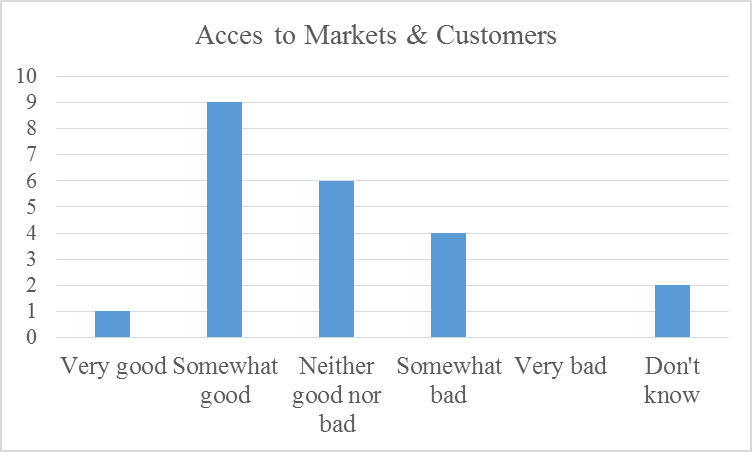 Acces to Markets & Customers
10
9
8
7
6
5
4
3
2
1
0
Very good
Somewhat
good
Neither
good nor
bad
Somewhat
bad
Very bad
Don't
know